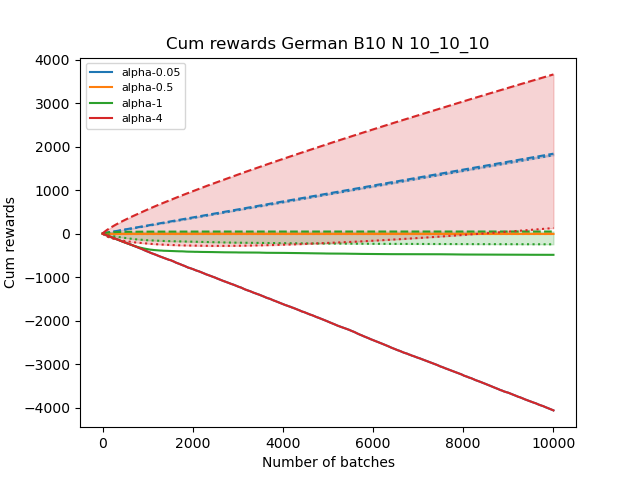 Cum rewards German B10 N 10_10_10
alpha-0.05
alpha-0.5
alpha-1
alpha-4
4000
3000
2000
1000
0
−1000
−2000
−3000
−4000
Cum rewards
0 2000 4000 6000 8000 10000
Number of batches